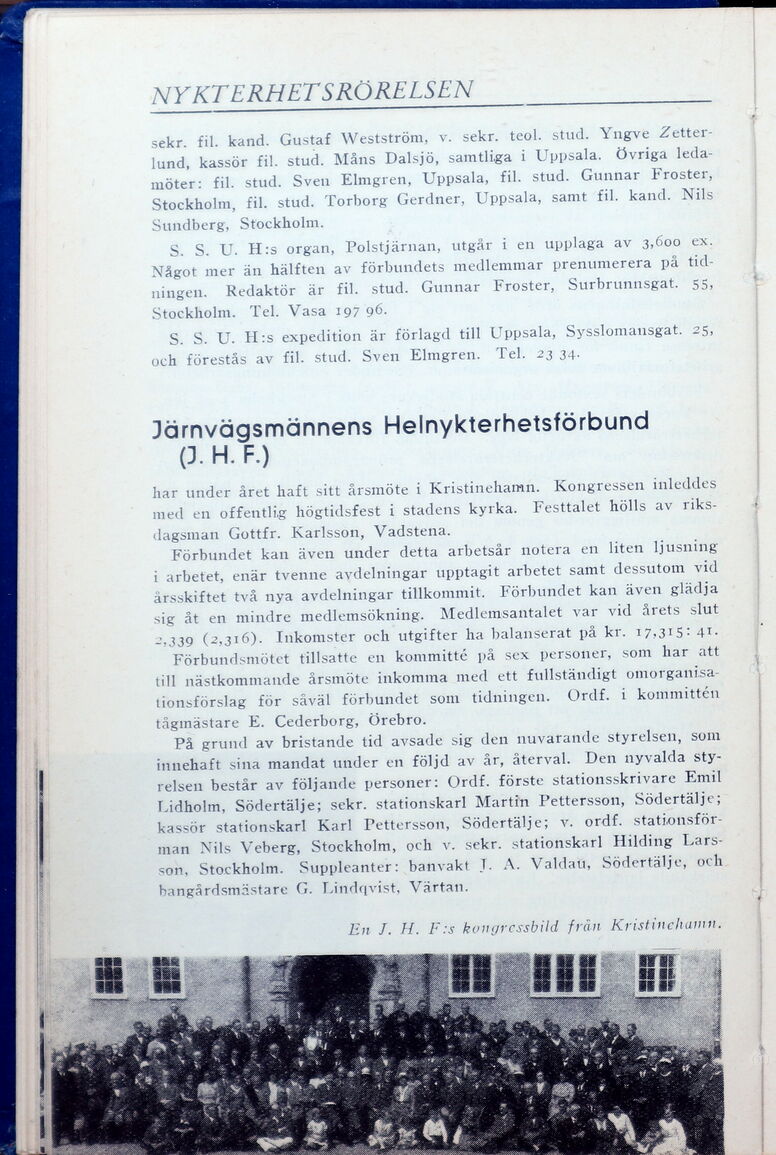 NYKTERHETSRÖRELSEN
sekr. fil. kand. Gustaf Westström, v. sekr. teol. stud. Yngve Zetter-
lund, kassör fil. stud. Måns Dalsjö, samtliga i Uppsala. Övriga leda-
möter: fil. stud. Sven Elmgren, Uppsala, fil. stud. Gunnar Froster,
Stockholm, fil. stud. Torborg Gerdner, Uppsala, samt fil. kand. Nils
Sundberg, Stockholm.
S. S. U. H:s organ, Polstjärnan, utgår i en upplaga av 3,600 ex.
Något mer än hälften av förbundets medlemmar prenumerera på tid-
ningen. Redaktör är fil. stud. Gunnar Froster, Surbrunnsgat. 55,
Stockholm. Tel. Vasa 197 96.
S. S. U. H:s expedition är förlagd till Uppsala, Sysslomansgat. 25,
och förestås av fil. stud. Sven Elmgren. Tel. 23 34.
Järnvägsmännens Helnykterhetsförbund
(J. H. F.)
har under året haft sitt årsmöte i Kristinehamn. Kongressen inleddes
med en offentlig högtidsfest i stadens kyrka. Festtalet hölls av riks-
dagsman Gottfr. Karlsson, Vadstena.
Förbundet kan även under detta arbetsår notera en liten ljusning
i arbetet, enär tvenne avdelningar upptagit arbetet samt dessutom vid
årsskiftet två nya avdelningar tillkommit. Förbundet kan även glädja
sig åt en mindre medlemsökning. Medlemsantalet var vid årets slut
2,339 (2,316). Inkomster och utgifter ha balanserat på kr. 17,315: 41.
Förbundsmötet tillsatte en kommitté på sex personer, som har att
till nästkommande årsmöte inkomma med ett fullständigt omorganisa-
tionsförslag för såväl förbundet som tidningen. Ordf. i kommittén
tågmästare E. Cederborg, Örebro.
På grund av bristande tid avsade sig den nuvarande styrelsen, som
innehaft sina mandat under en följd av år, återval. Den nyvalda sty-
relsen består av följande personer: Ordf. förste stationsskrivare Emil
Lidholm, Södertälje; sekr. stationskarl Martin Pettersson, Södertälje;
kassör stationskarl Karl Pettersson, Södertälje; v. ordf. stationsför-
man Nils Veberg, Stockholm, och v. sekr. stationskarl Hilding Lars-
son, Stockholm. Suppleanter: banvakt J. A. Valdau, Södertälje, och
bangårdsmästare G. Lindqvist, Värtan.
En J. H. F:s kongressbild från Kristinehamn.